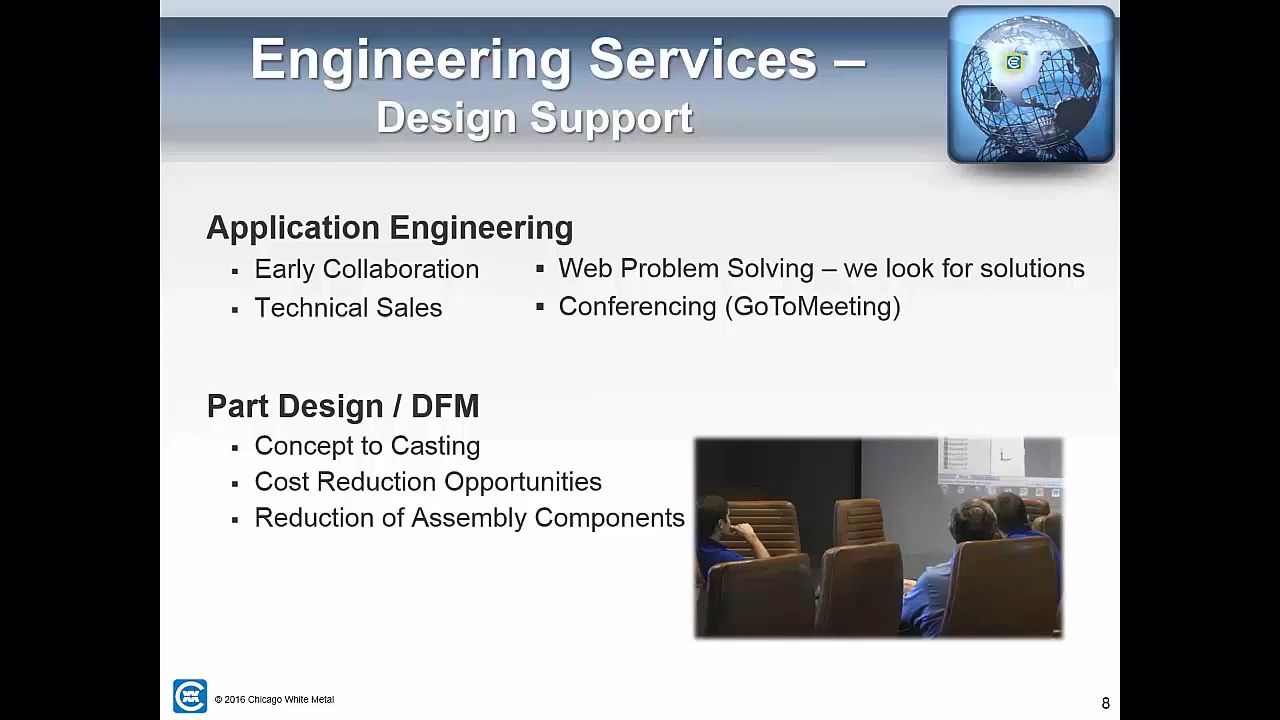 Engineering Services –
Design Support
Application Engineering
▪ Early Collaboration
▪ Technical Sales
▪ Web Problem Solving – we look for solutions
▪ Conferencing (GoToMeeting)
Part Design / DFM
▪ Concept to Casting
▪ Cost Reduction Opportunities
▪ Reduction of Assembly Components
© 2016 Chicago White Metal
8